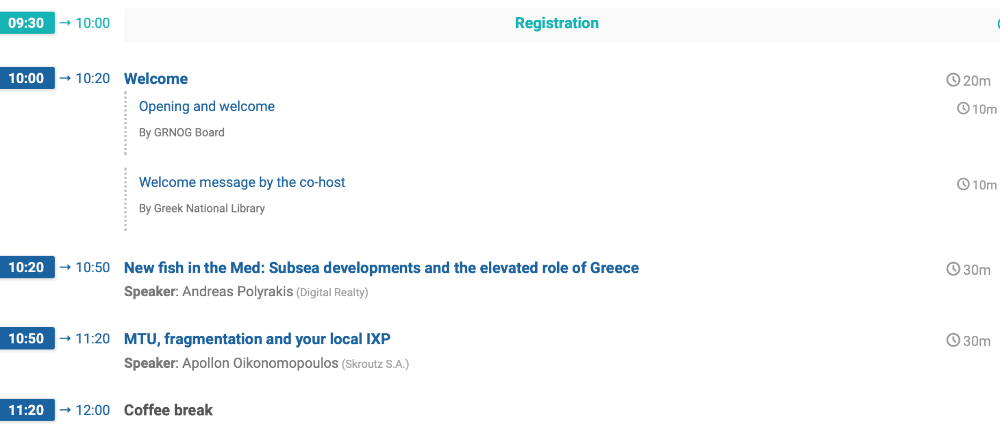 09:30 → 10:00 Registration
10:00 → 10:20 Welcome 20m
Opening and welcome 10m
By GRNOG Board
Welcome message by the co-host 10m
By Greek National Library
10:20 → 10:50 New fish in the Med: Subsea developments and the elevated role of Greece 30m
Speaker: Andreas Polyrakis (Digital Realty)
10:50 → 11:20 MTU, fragmentation and your local IXP 30m
Speaker: Apollon Oikonomopoulos (Skroutz S.A.)
11:20 → 12:00 Coffee break